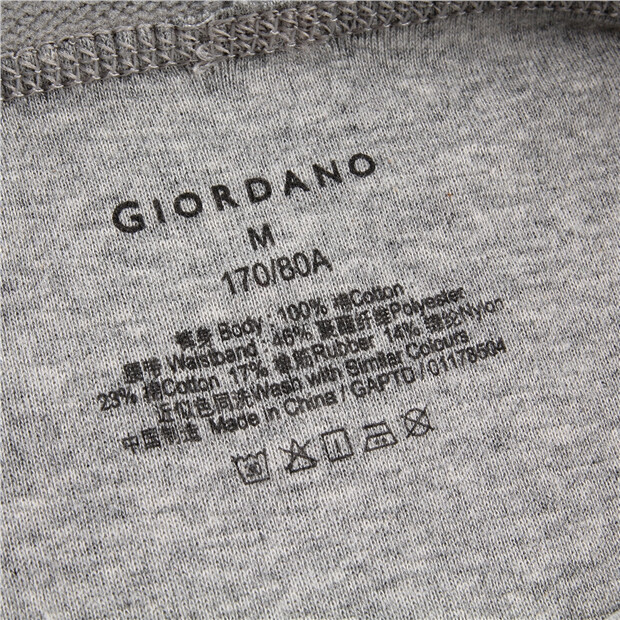 GIORDANO
M
170/80A
裤身 Body : 100% 棉Cotton
腰带 Waistband : 46% 聚酯纤维Polyester
23% 棉Cotton 17% 橡筋Rubber 14% 锦纶Nylon
近似色同洗Wash with Similar Colours
中国制造 Made in China / GAPTD / 01178504